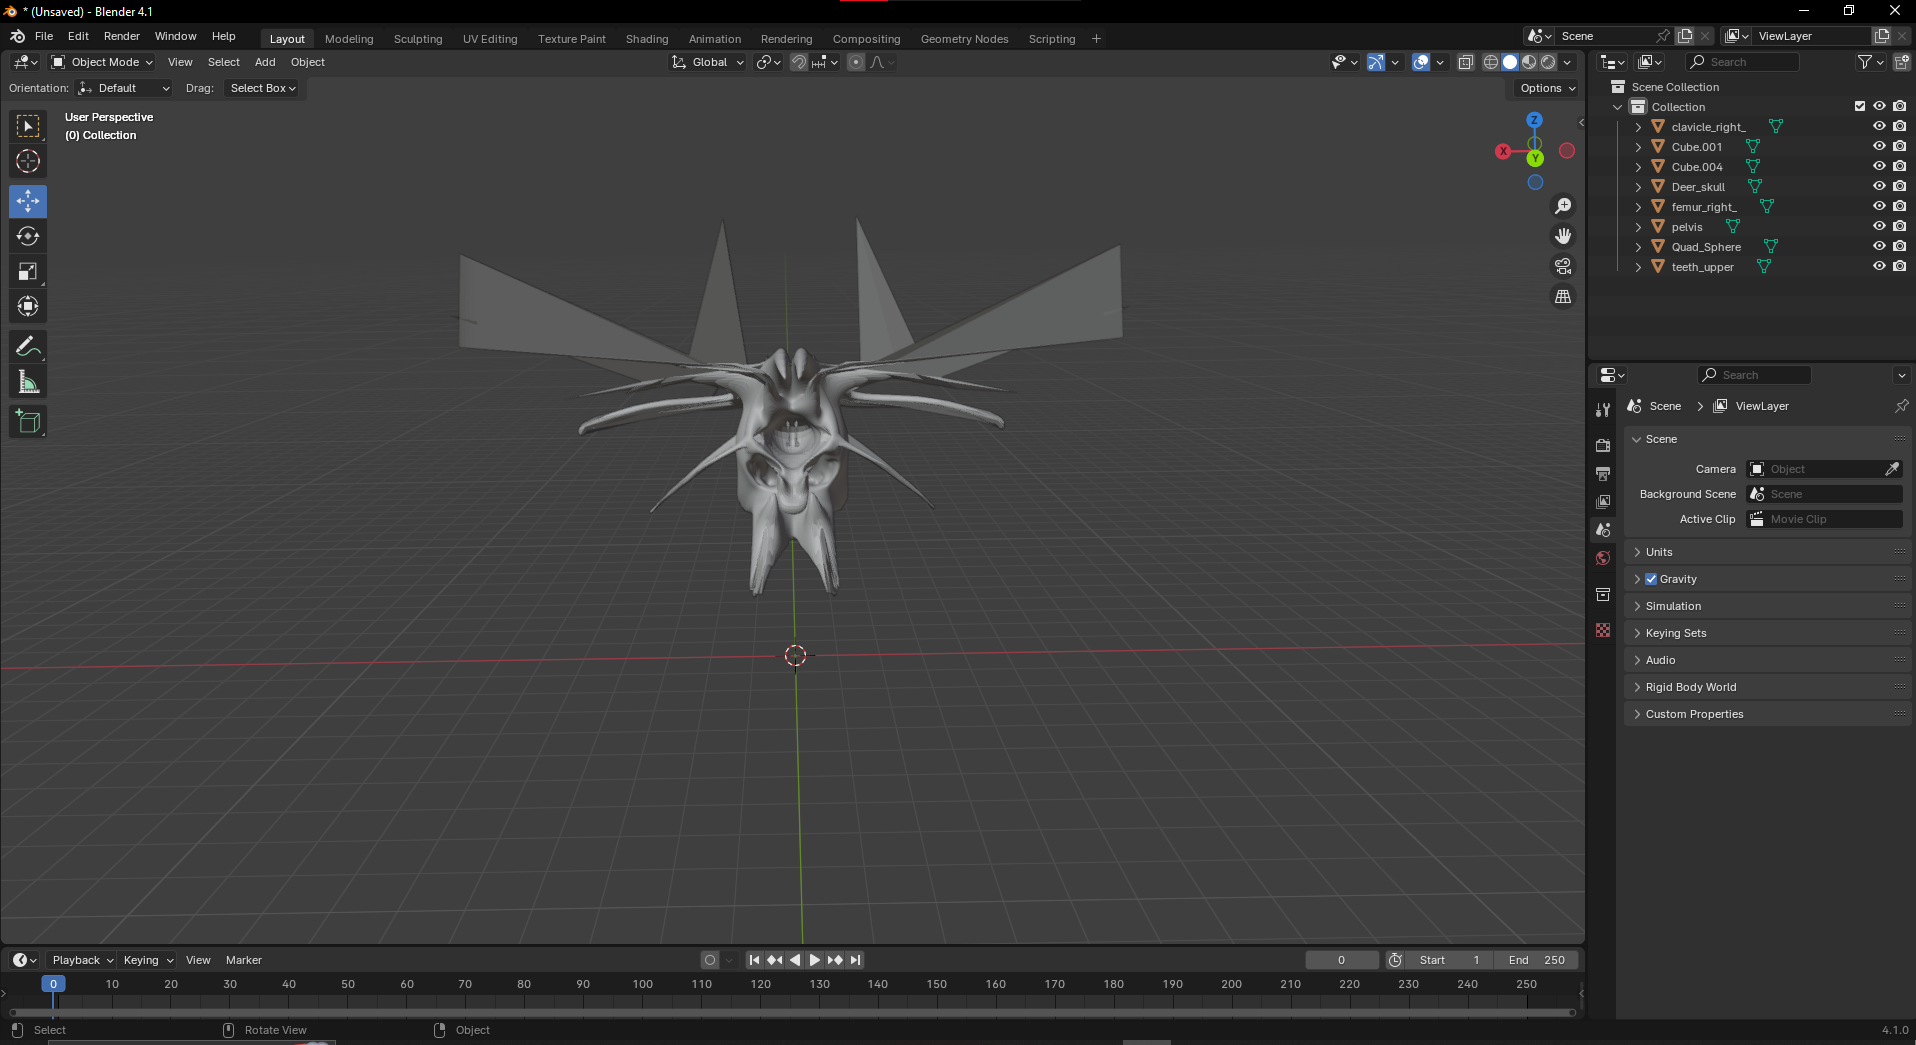 * (Unsaved) - Blender 4.1
File Edit Render Window Help Layout Modeling Sculpting UV Editing Texture Paint Shading Animation Rendering Compositing Geometry Nodes Scripting + Scene ViewLayer
Object Mode View Select Add Object Global
Orientation: Default Drag: Select Box Options
User Perspective
(0) Collection
Z
X
Y
Search
Scene Collection
Collection
clavicle_right_
Cube.001
Cube.004
Deer_skull
femur_right_
pelvis
Quad_Sphere
teeth_upper
Search
Scene > ViewLayer
Scene
Camera Object
Background Scene Scene
Active Clip Movie Clip
Units
Gravity
Simulation
Keying Sets
Audio
Rigid Body World
Custom Properties
Playback Keying View Marker 0 Start 1 End 250
0 10 20 30 40 50 60 70 80 90 100 110 120 130 140 150 160 170 180 190 200 210 220 230 240 250
Select Rotate View Object 4.1.0